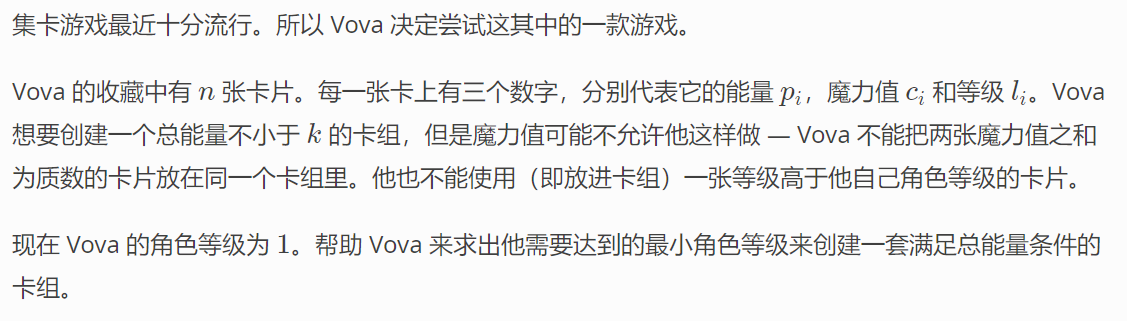 集卡游戏最近十分流行。所以 Vova 决定尝试这其中的一款游戏。
Vova 的收藏中有 n 张卡片。每一张卡上有三个数字，分别代表它的能量 p_i，魔力值 c_i 和等级 l_i。Vova
想要创建一个总能量不小于 k 的卡组，但是魔力值可能不允许他这样做 — Vova 不能把两张魔力值之和
为质数的卡片放在同一个卡组里。他也不能使用（即放进卡组）一张等级高于他自己角色等级的卡片。
现在 Vova 的角色等级为 1。帮助 Vova 来求出他需要达到的最小角色等级来创建一套满足总能量条件的
卡组。